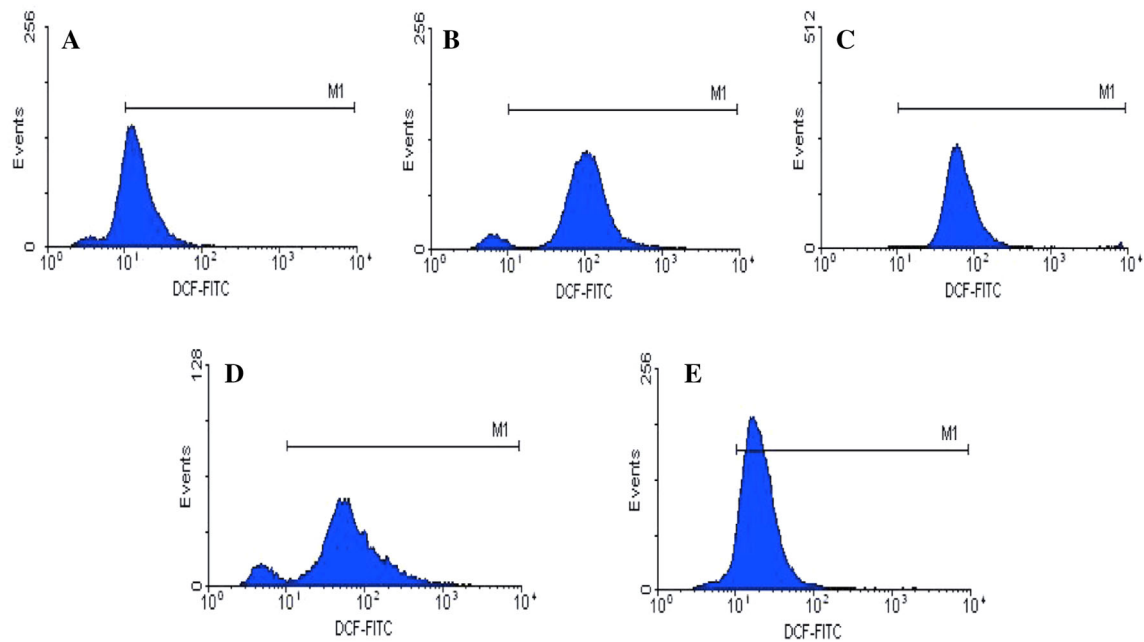 256
A
M1
Events
0
10⁰ 10¹ 10² 10³ 10⁴
DCF-FITC
256
B
M1
Events
0
10⁰ 10¹ 10² 10³ 10⁴
DCF-FITC
512
C
M1
Events
0
10⁰ 10¹ 10² 10³ 10⁴
DCF-FITC
128
D
M1
Events
0
10⁰ 10¹ 10² 10³ 10⁴
DCF-FITC
256
E
M1
Events
0
10⁰ 10¹ 10² 10³ 10⁴
DCF-FITC